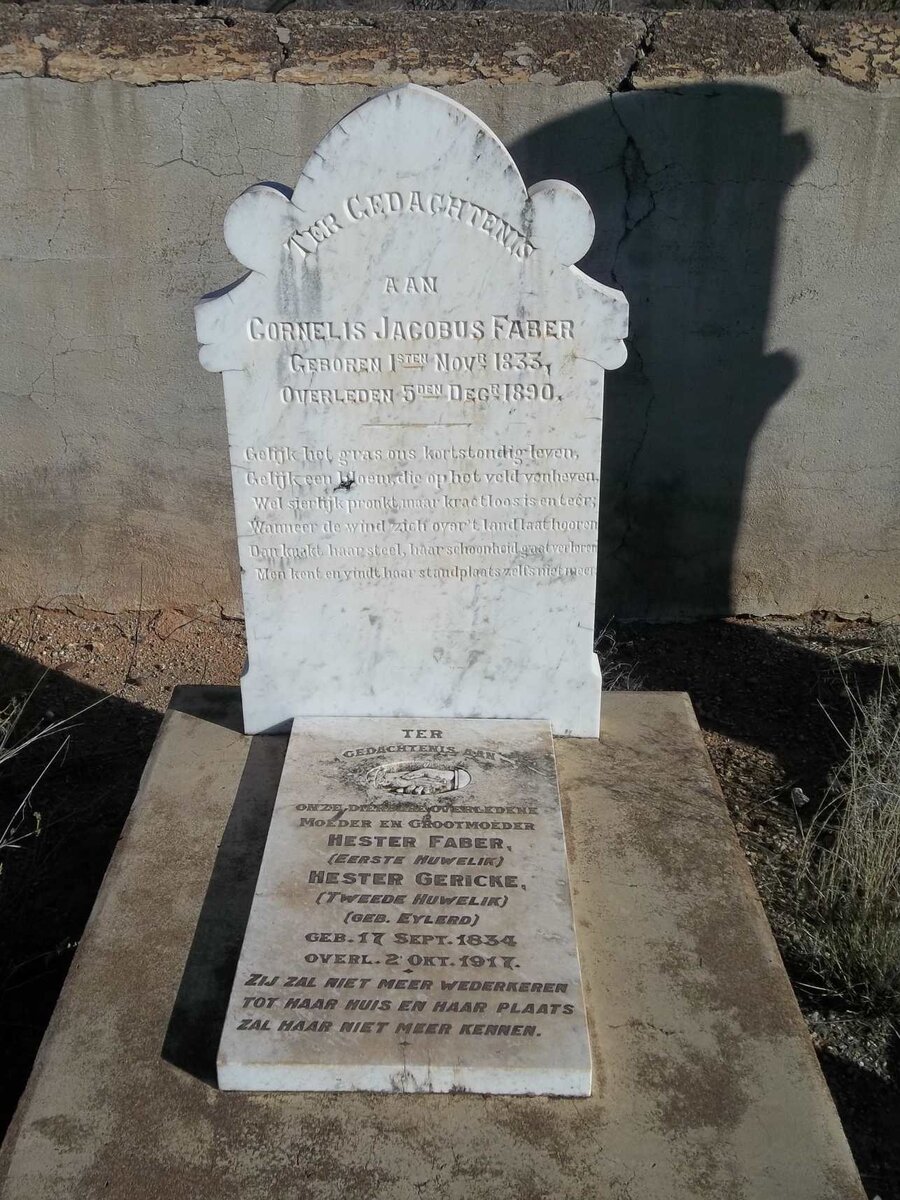 TER GEDACHTENIS
AAN
CORNELIS JACOBUS FABER
GEBOREN 1STEN NOVR 1833,
OVERLEDEN 5DEN DECR 1890.
Gelijk het gras ons kortstondig leven,
Gelijk een bloem, die op het veld verheven,
Wel sierlijk pronkt maar kractloos is en teêr;
Wanneer de wind zich over't land laat hooren
Dan knakt haar steel, haar schoonheid gaat verloren
Men kent en vindt haar standplaats zelfs niet meer
TER
GEDACHTENIS AAN
ONZE DIERBARE OVERLEDENE
MOEDER EN GROOTMOEDER
HESTER FABER,
(EERSTE HUWELIK)
HESTER GERICKE,
(TWEEDE HUWELIK)
(GEB. EYLERD)
GEB. 17 SEPT. 1834
OVERL. 2 OKT. 1917.
ZIJ ZAL NIET MEER WEDERKEREN
TOT HAAR HUIS EN HAAR PLAATS
ZAL HAAR NIET MEER KENNEN.